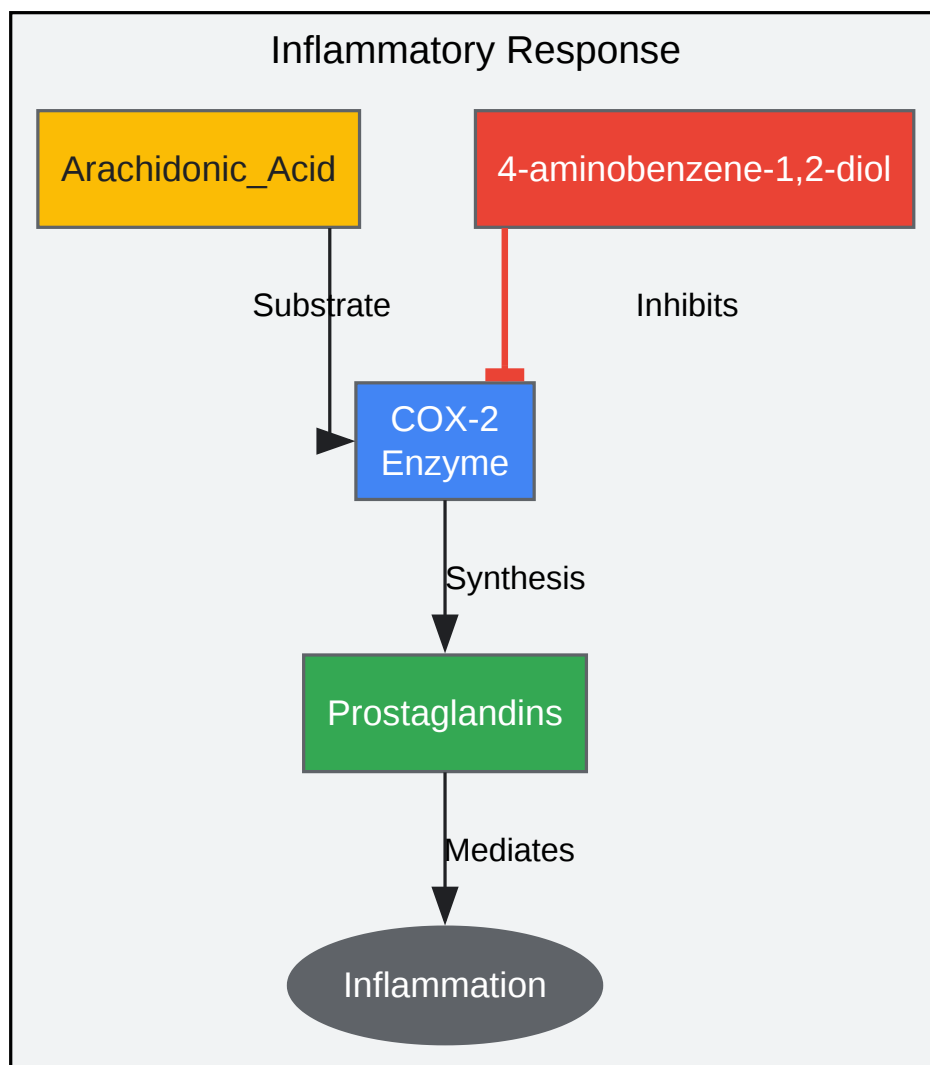 Inflammatory Response
Arachidonic_Acid
4-aminobenzene-1,2-diol
Substrate
Inhibits
COX-2
Enzyme
Synthesis
Prostaglandins
Mediates
Inflammation